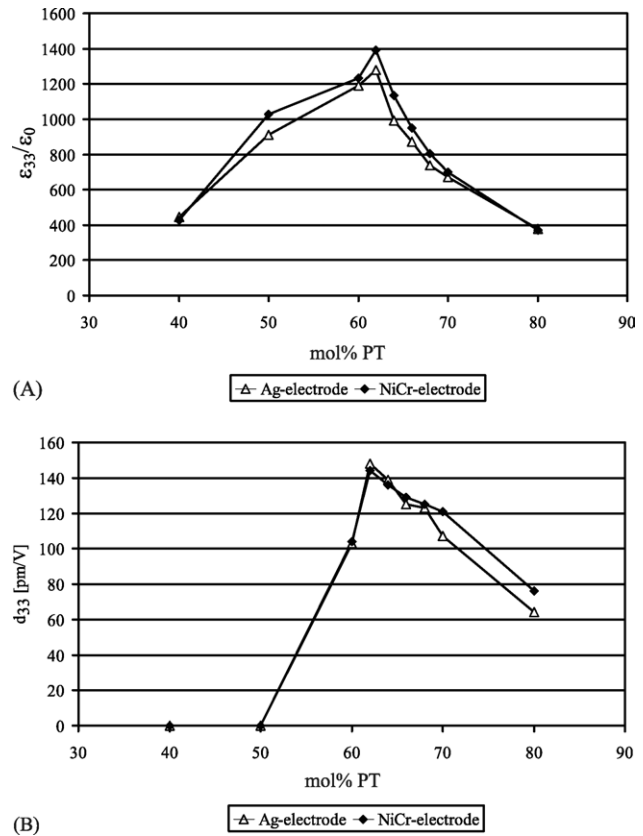 1600
1400
1200
1000
800
600
400
200
0
ε33/ε0
30 40 50 60 70 80 90
mol% PT
Ag-electrode NiCr-electrode
(A)
160
140
120
100
80
60
40
20
0
d33 [pm/V]
30 40 50 60 70 80 90
mol% PT
Ag-electrode NiCr-electrode
(B)